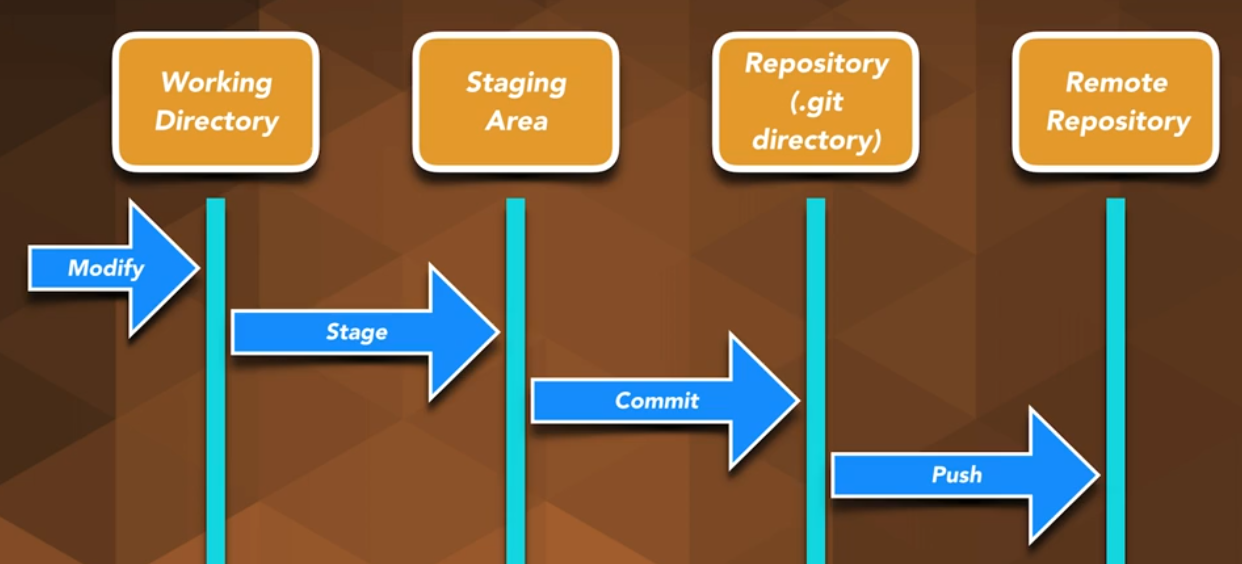 Working
Directory
Staging
Area
Repository
(.git
directory)
Remote
Repository
Modify
Stage
Commit
Push